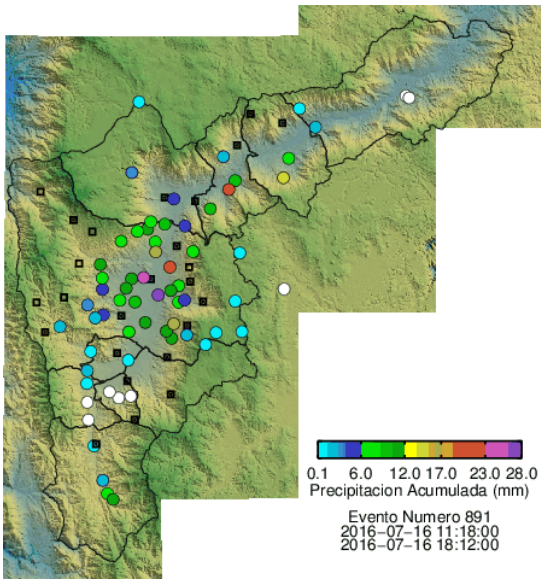 0.1 6.0 12.0 17.0 23.0 28.0
Precipitacion Acumulada (mm)
Evento Numero 891
2016-07-16 11:18:00
2016-07-16 18:12:00